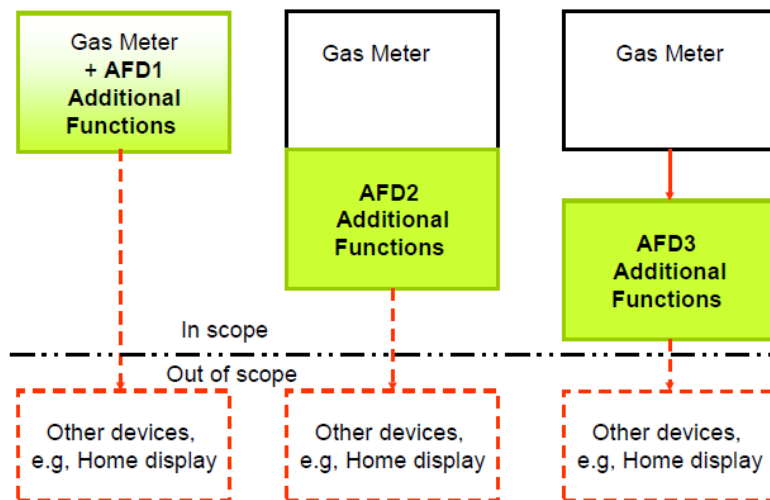 Gas Meter
+ AFD1
Additional
Functions
Gas Meter
AFD2
Additional
Functions
Gas Meter
AFD3
Additional
Functions
In scope
Out of scope
Other devices,
e.g, Home display
Other devices,
e.g, Home display
Other devices,
e.g, Home display